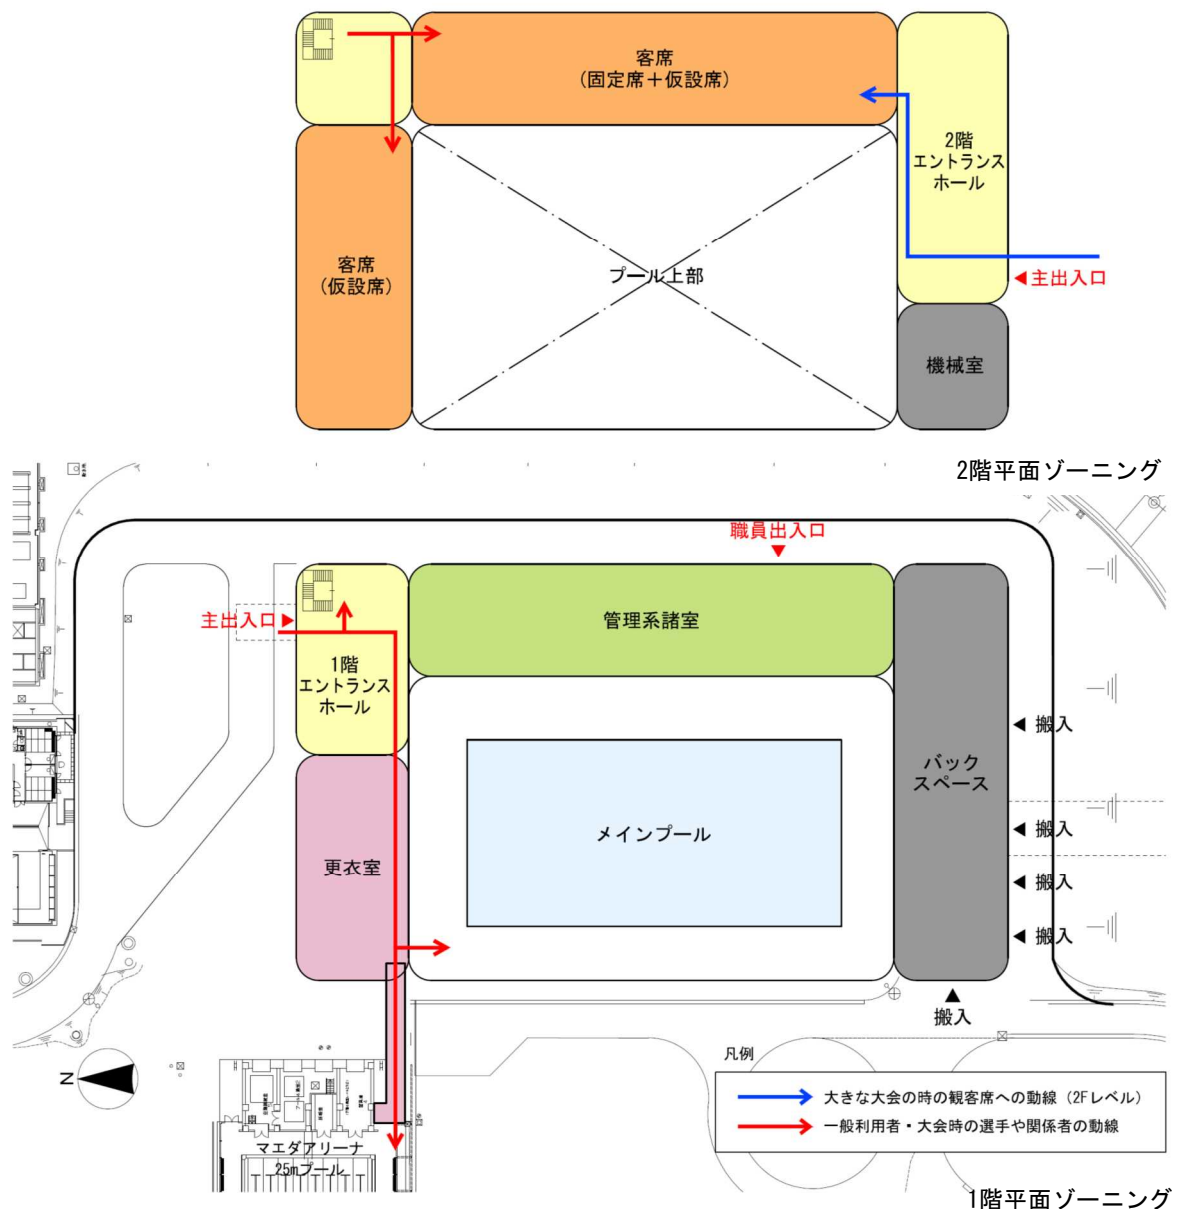 客席
(固定席＋仮設席)
2階
エントランス
ホール
客席
(仮設席)
プール上部
主出入口
機械室
2階平面ゾーニング
職員出入口
主出入口
管理系諸室
1階
エントランス
ホール
搬入
バック
スペース
メインプール
搬入
更衣室
搬入
搬入
搬入
N
凡例
大きな大会の時の観客席への動線（2Fレベル）
一般利用者・大会時の選手や関係者の動線
マエダアリーナ
25mプール
1階平面ゾーニング